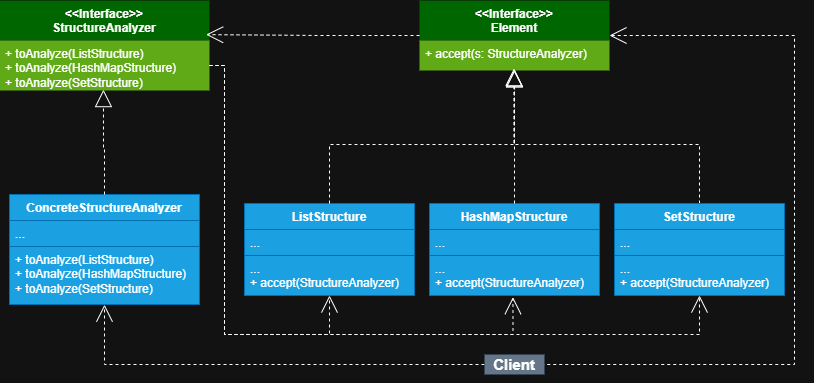 <<Interface>>
StructureAnalyzer
+ toAnalyze(ListStructure)
+ toAnalyze(HashMapStructure)
+ toAnalyze(SetStructure)
<<Interface>>
Element
+ accept(s: StructureAnalyzer)
ConcreteStructureAnalyzer
...
+ toAnalyze(ListStructure)
+ toAnalyze(HashMapStructure)
+ toAnalyze(SetStructure)
ListStructure
...
...
+ accept(StructureAnalyzer)
HashMapStructure
...
...
+ accept(StructureAnalyzer)
SetStructure
...
...
+ accept(StructureAnalyzer)
Client